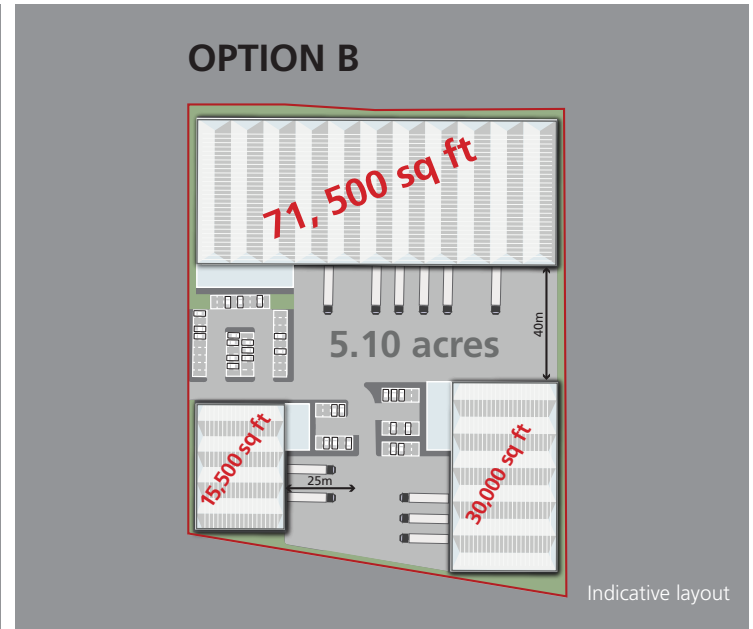 OPTION B
71, 500 sq ft
40m
5.10 acres
15,500 sq ft
25m
30,000 sq ft
Indicative layout